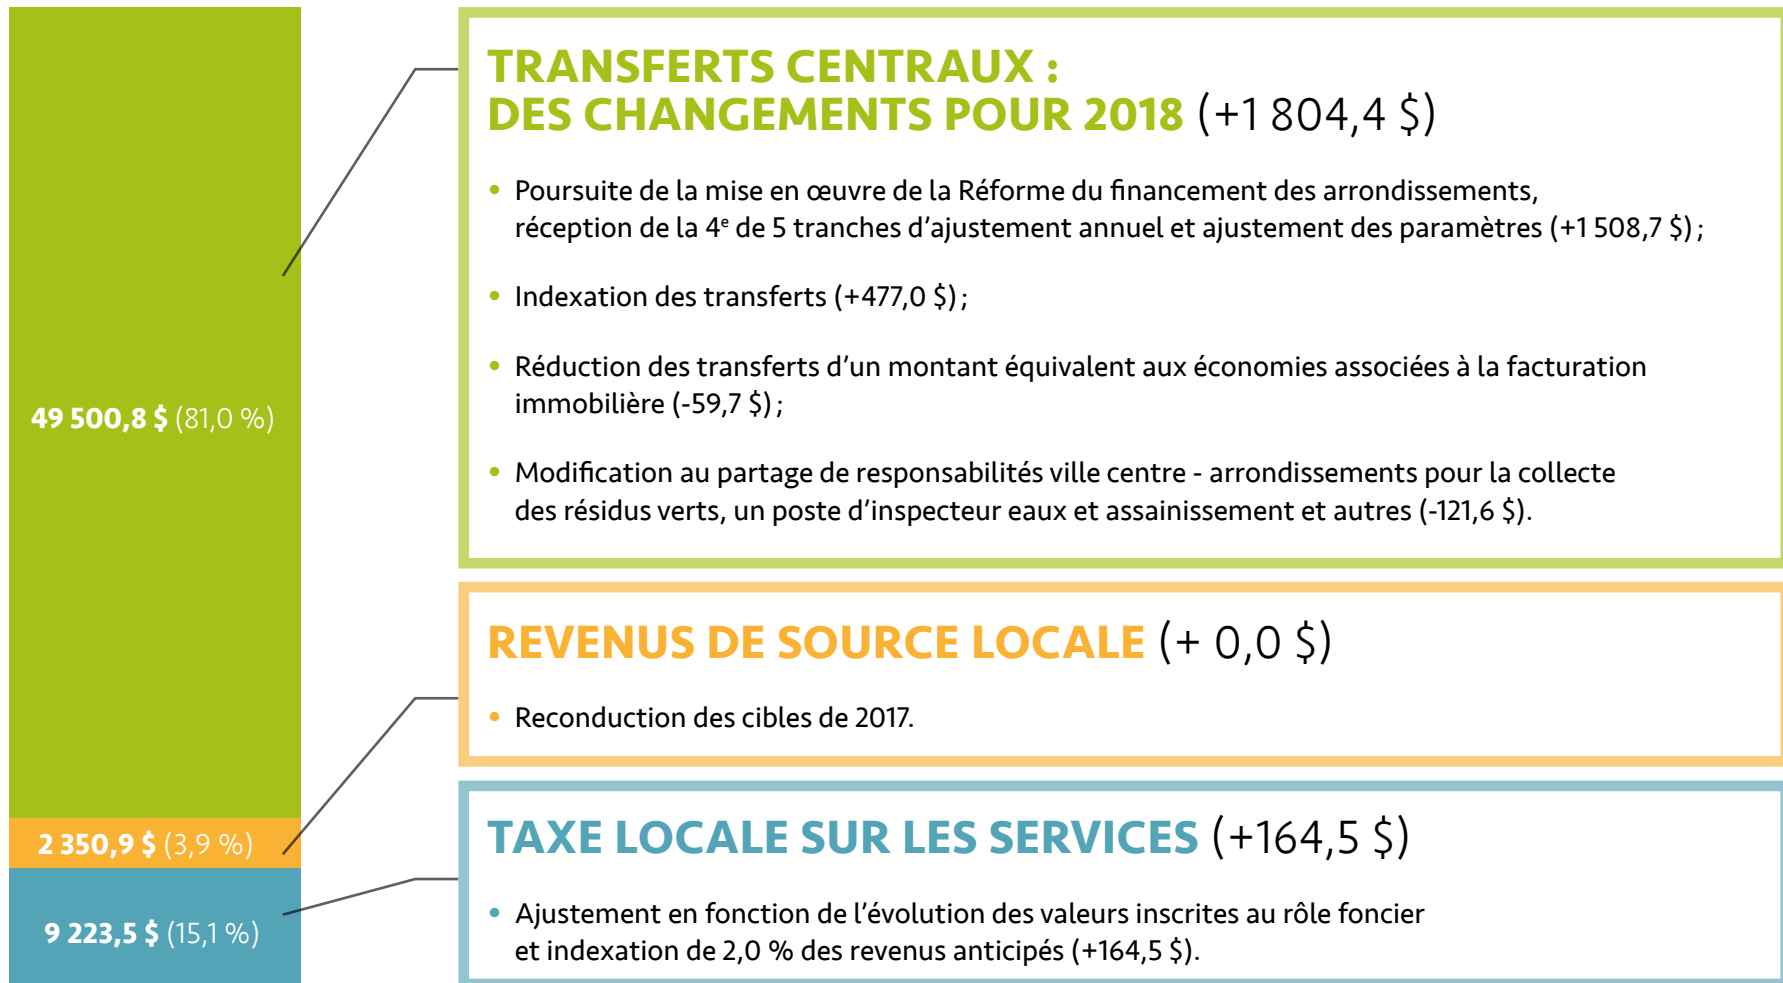 TRANSFERTS CENTRAUX :
DES CHANGEMENTS POUR 2018 (+1 804,4 $)
• Poursuite de la mise en œuvre de la Réforme du financement des arrondissements,
réception de la 4e de 5 tranches d'ajustement annuel et ajustement des paramètres (+1 508,7 $) ;
• Indexation des transferts (+477,0 $) ;
• Réduction des transferts d'un montant équivalent aux économies associées à la facturation
immobilière (-59,7 $) ;
• Modification au partage de responsabilités ville centre - arrondissements pour la collecte
des résidus verts, un poste d'inspecteur eaux et assainissement et autres (-121,6 $).
49 500,8 $ (81,0 %)
REVENUS DE SOURCE LOCALE (+ 0,0 $)
• Reconduction des cibles de 2017.
2 350,9 $ (3,9 %)
TAXE LOCALE SUR LES SERVICES (+164,5 $)
• Ajustement en fonction de l'évolution des valeurs inscrites au rôle foncier
et indexation de 2,0 % des revenus anticipés (+164,5 $).
9 223,5 $ (15,1 %)